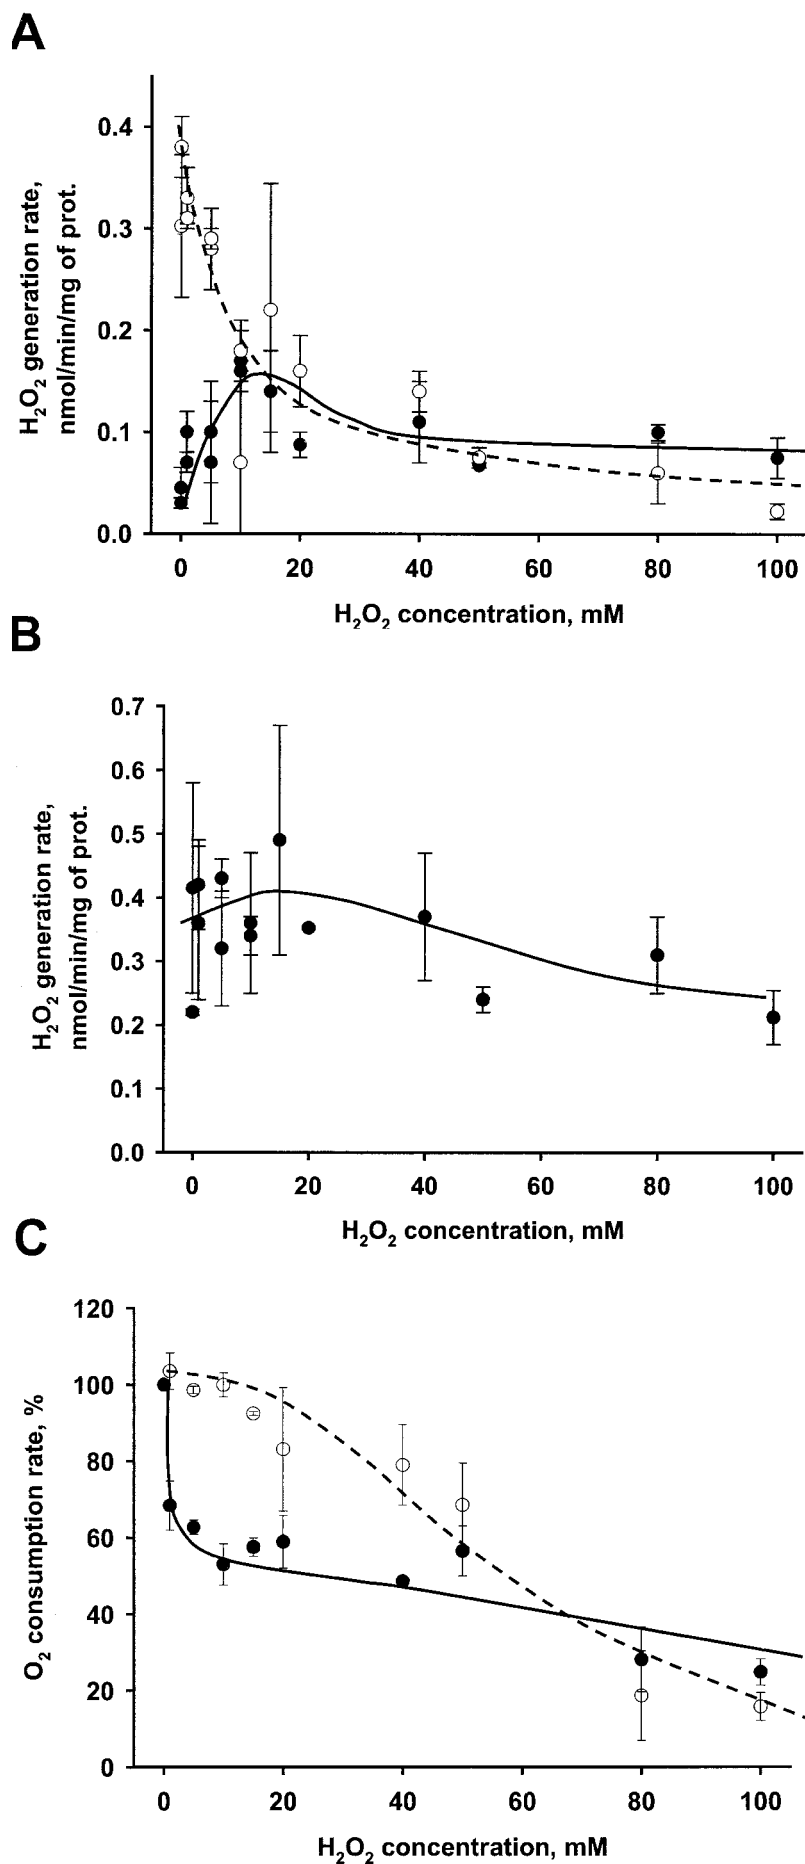 A
H₂O₂ generation rate,
nmol/min/mg of prot.
0.4
0.3
0.2
0.1
0.0
0 20 40 60 80 100
H₂O₂ concentration, mM
B
H₂O₂ generation rate,
nmol/min/mg of prot.
0.7
0.6
0.5
0.4
0.3
0.2
0.1
0.0
0 20 40 60 80 100
H₂O₂ concentration, mM
C
O₂ consumption rate, %
120
100
80
60
40
20
0
0 20 40 60 80 100
H₂O₂ concentration, mM